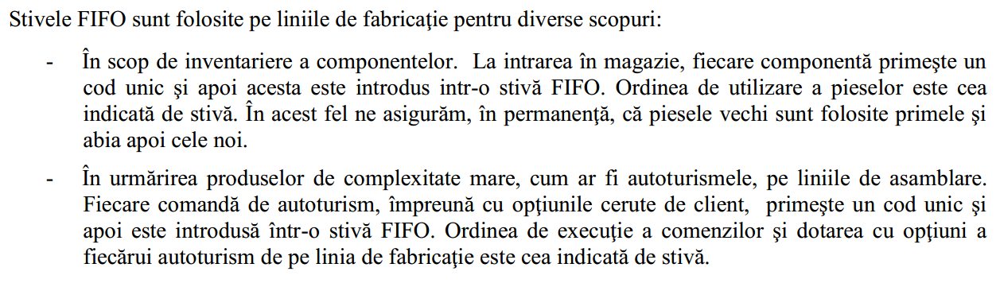 Stivele FIFO sunt folosite pe liniile de fabricaţie pentru diverse scopuri:
- În scop de inventariere a componentelor. La intrarea în magazie, fiecare componentă primeşte un
cod unic şi apoi acesta este introdus intr-o stivă FIFO. Ordinea de utilizare a pieselor este cea
indicată de stivă. În acest fel ne asigurăm, în permanenţă, că piesele vechi sunt folosite primele şi
abia apoi cele noi.
- În urmărirea produselor de complexitate mare, cum ar fi autoturismele, pe liniile de asamblare.
Fiecare comandă de autoturism, împreună cu opţiunile cerute de client, primeşte un cod unic şi
apoi este introdusă într-o stivă FIFO. Ordinea de execuţie a comenzilor şi dotarea cu opţiuni a
fiecărui autoturism de pe linia de fabricaţie este cea indicată de stivă.